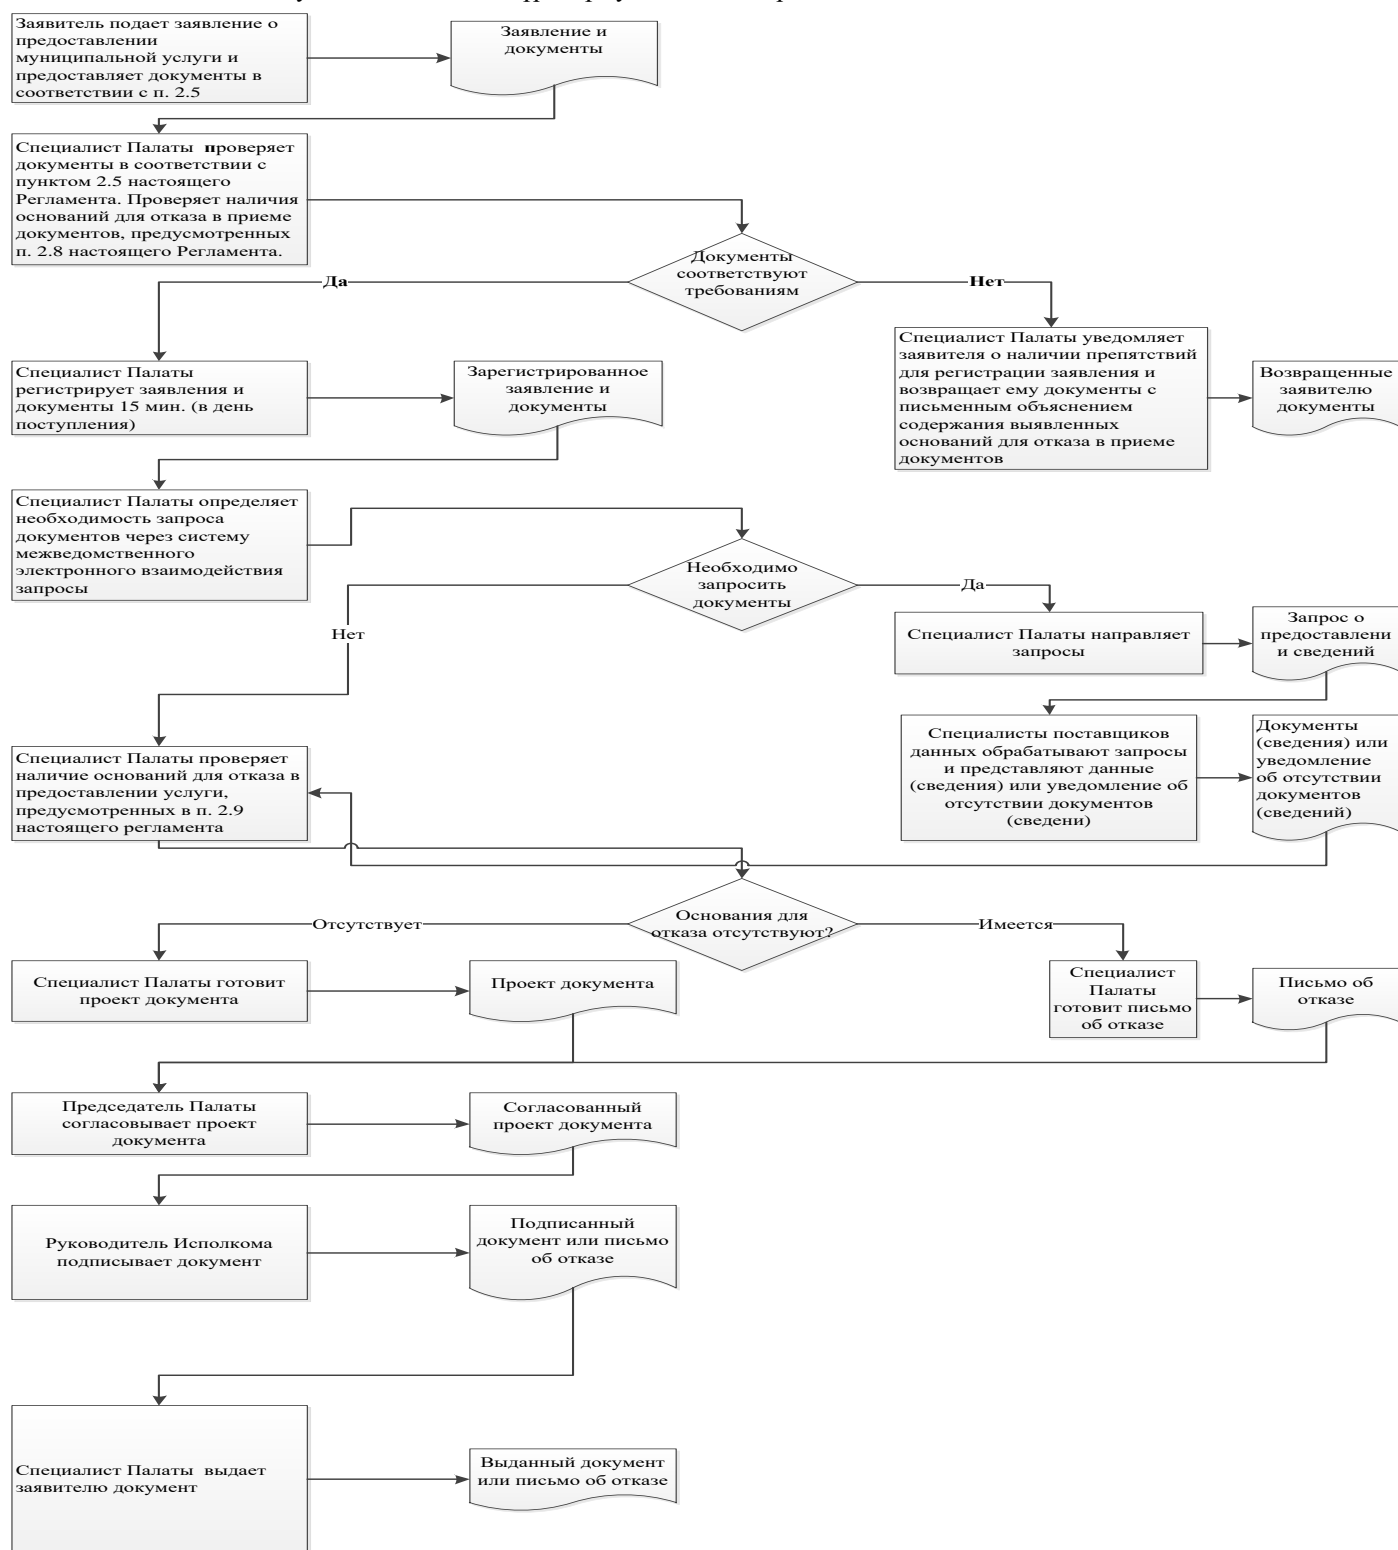 Заявитель подает заявление о
предоставлении
муниципальной услуги и
предоставляет документы в
соответствии с п. 2.5
Заявление и
документы
Специалист Палаты проверяет
документы в соответствии с
пунктом 2.5 настоящего
Регламента. Проверяет наличия
оснований для отказа в приеме
документов, предусмотренных
п. 2.8 настоящего Регламента.
Документы
соответствуют
требованиям
Да
Нет
Специалист Палаты
регистрирует заявления и
документы 15 мин. (в день
поступления)
Зарегистрированное
заявление и
документы
Специалист Палаты уведомляет
заявителя о наличии препятствий
для регистрации заявления и
возвращает ему документы с
письменным объяснением
содержания выявленных
оснований для отказа в приеме
документов
Возвращенные
заявителю
документы
Специалист Палаты определяет
необходимость запроса
документов через систему
межведомственного
электронного взаимодействия
запросы
Необходимо
запросить
документы
Да
Нет
Специалист Палаты направляет
запросы
Запрос о
предоставлени
и сведений
Специалисты поставщиков
данных обрабатывают запросы
и представляют данные
(сведения) или уведомление об
отсутствии документов
(сведени)
Документы
(сведения) или
уведомление
об отсутствии
документов
(сведений)
Специалист Палаты проверяет
наличие оснований для отказа в
предоставлении услуги,
предусмотренных в п. 2.9
настоящего регламента
Основания для
отказа отсутствуют?
Отсутствует
Имеется
Специалист Палаты готовит
проект документа
Проект документа
Специалист
Палаты
готовит письмо
об отказе
Письмо об
отказе
Председатель Палаты
согласовывает проект
документа
Согласованный
проект документа
Руководитель Исполкома
подписывает документ
Подписанный
документ или письмо
об отказе
Специалист Палаты выдает
заявителю документ
Выданный документ
или письмо об отказе